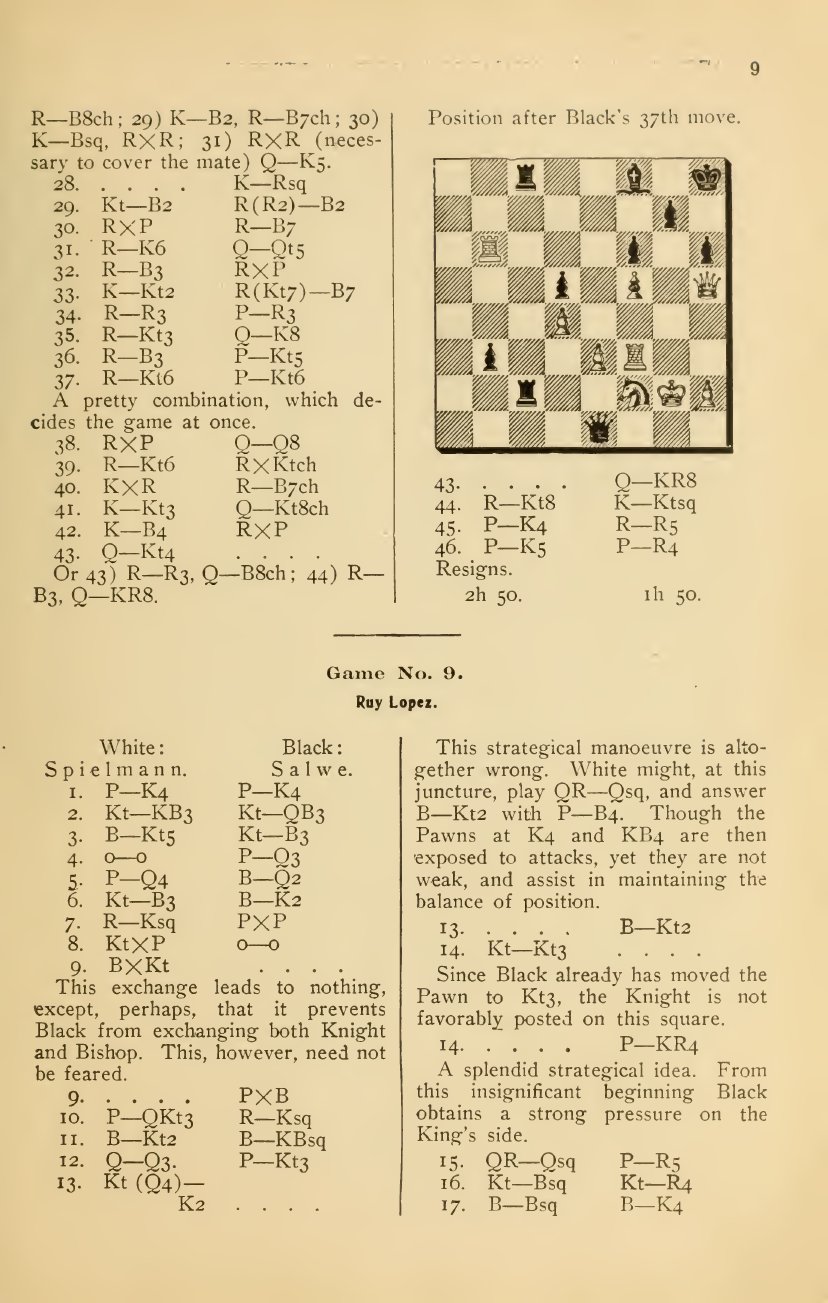 9
R—B8ch; 29) K—B2, R—B7ch; 30)
K—Bsq, R×R; 31) R×R (neces-
sary to cover the mate) Q—K5.
28. . . . . K—Rsq
29. Kt—B2 R(R2)—B2
30. R×P R—B7
31. R—K6 Q—Qt5
32. R—B3 R×P
33. K—Kt2 R(Kt7)—B7
34. R—R3 P—R3
35. R—Kt3 Q—K8
36. R—B3 P—Kt5
37. R—Kt6 P—Kt6
A pretty combination, which de-
cides the game at once.
38. R×P Q—Q8
39. R—Kt6 R×Ktch
40. K×R R—B7ch
41. K—Kt3 Q—Kt8ch
42. K—B4 R×P
43. Q—Kt4 . . . .
Or 43) R—R3, Q—B8ch; 44) R—
B3, Q—KR8.
Position after Black's 37th move.
43. . . . . . Q—KR8
44. R—Kt8 K—Ktsq
45. P—K4 R—R5
46. P—K5 P—R4
Resigns.
2h 50. 1h 50.
Game No. 9.
Ruy Lopez.
White: Black:
Spielmann. Salwe.
1. P—K4 P—K4
2. Kt—KB3 Kt—QB3
3. B—Kt5 Kt—B3
4. o—o P—Q3
5. P—Q4 B—Q2
6. Kt—B3 B—K2
7. R—Ksq P×P
8. Kt×P o—o
9. B×Kt . . . .
This exchange leads to nothing,
except, perhaps, that it prevents
Black from exchanging both Knight
and Bishop. This, however, need not
be feared.
9. . . . . . P×B
10. P—QKt3 R—Ksq
11. B—Kt2 B—KBsq
12. Q—Q3. P—Kt3
13. Kt (Q4)—
K2 . . . .
This strategical manoeuvre is alto-
gether wrong. White might, at this
juncture, play QR—Qsq, and answer
B—Kt2 with P—B4. Though the
Pawns at K4 and KB4 are then
exposed to attacks, yet they are not
weak, and assist in maintaining the
balance of position.
13. . . . . . B—Kt2
14. Kt—Kt3 . . . .
Since Black already has moved the
Pawn to Kt3, the Knight is not
favorably posted on this square.
14. . . . . . P—KR4
A splendid strategical idea. From
this insignificant beginning Black
obtains a strong pressure on the
King's side.
15. QR—Qsq P—R5
16. Kt—Bsq Kt—R4
17. B—Bsq B—K4